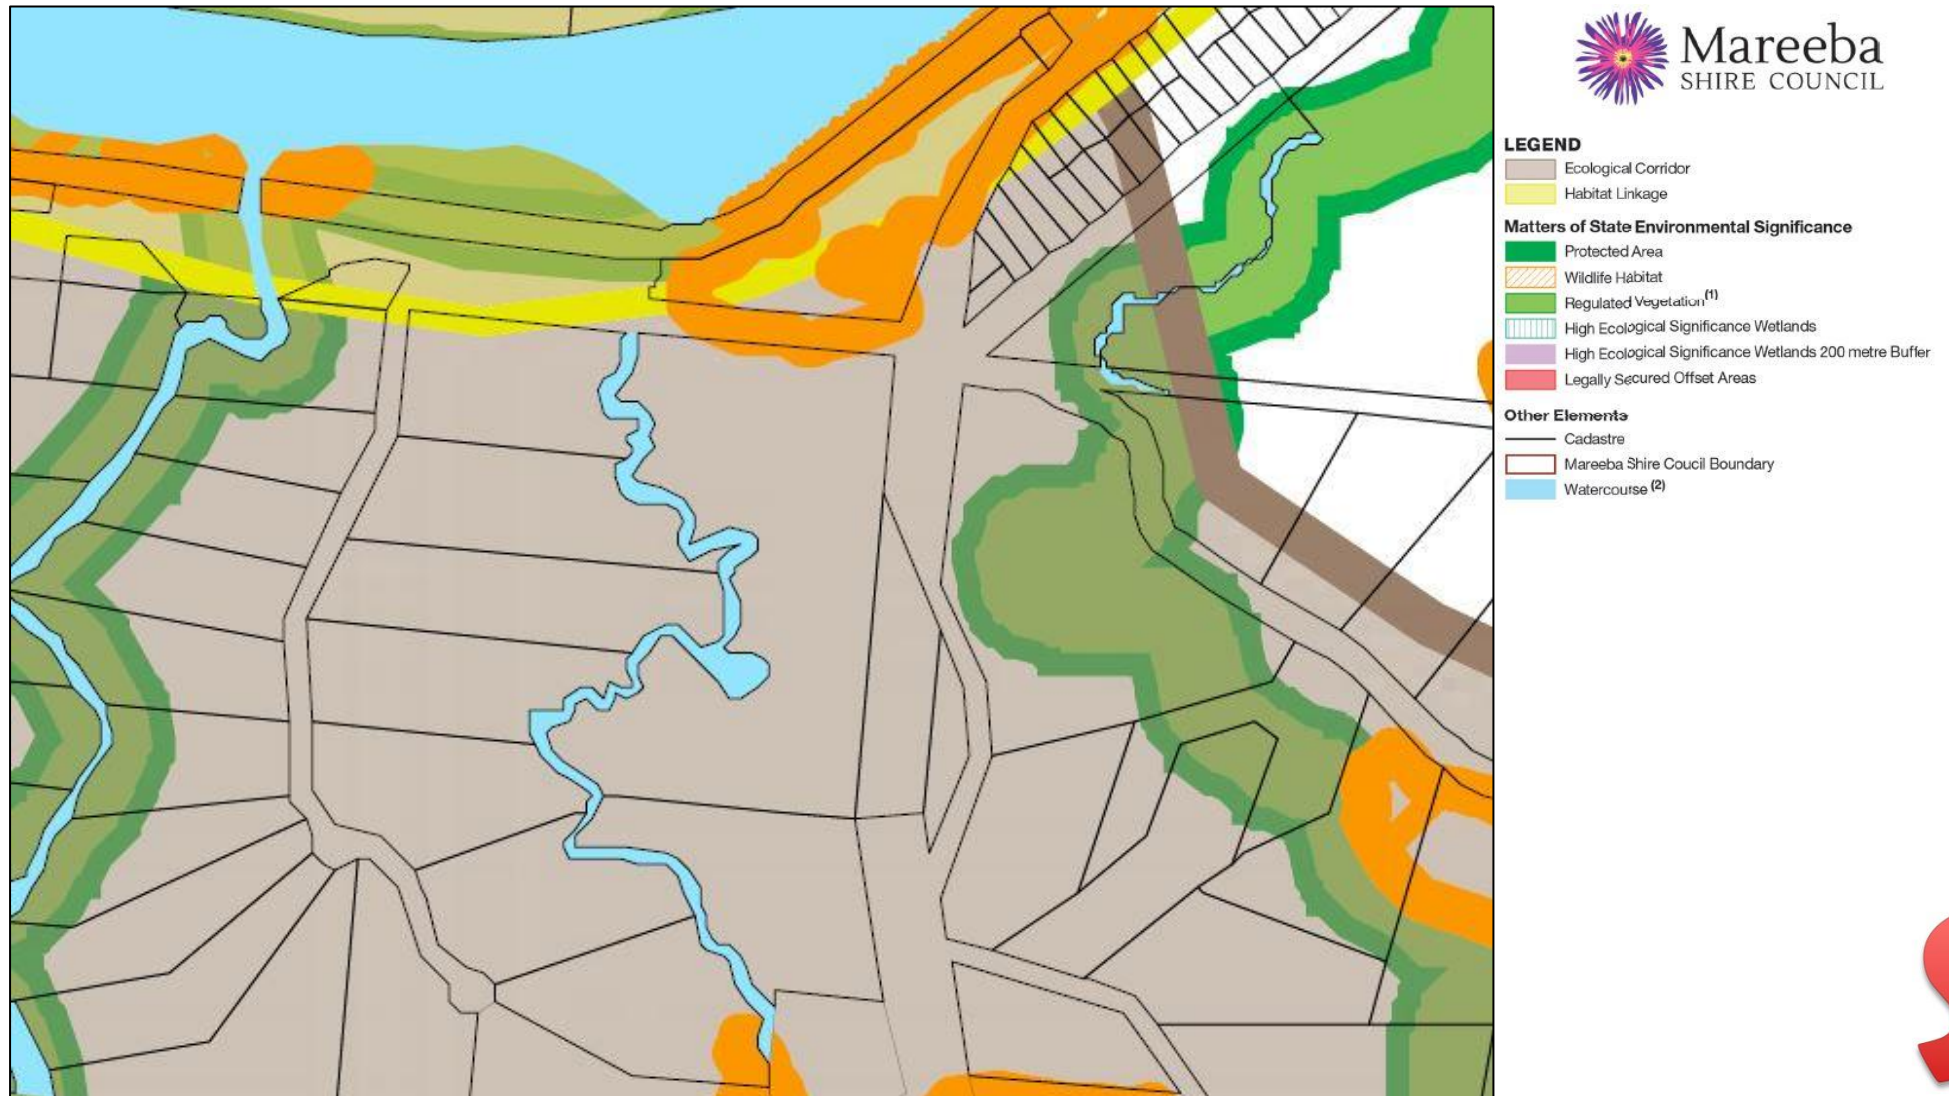 Mareeba
SHIRE COUNCIL
LEGEND
Ecological Corridor
Habitat Linkage
Matters of State Environmental Significance
Protected Area
Wildlife Habitat
Regulated Vegetation(1)
High Ecological Significance Wetlands
High Ecological Significance Wetlands 200 metre Buffer
Legally Secured Offset Areas
Other Elements
Cadastre
Mareeba Shire Coucil Boundary
Watercourse (2)